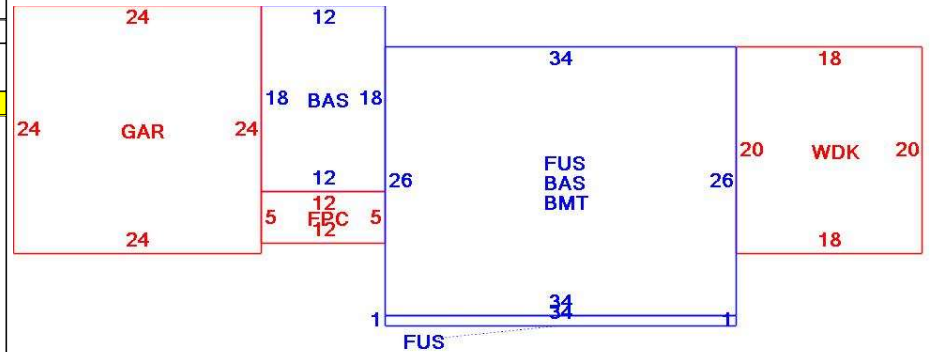 24 12
34 18
18 BAS 18
24 GAR 24
20 WDK 20
FUS
26 BAS 26
BMT
12
12
5 FPC 5
12
24 18
34
34
1 1
FUS